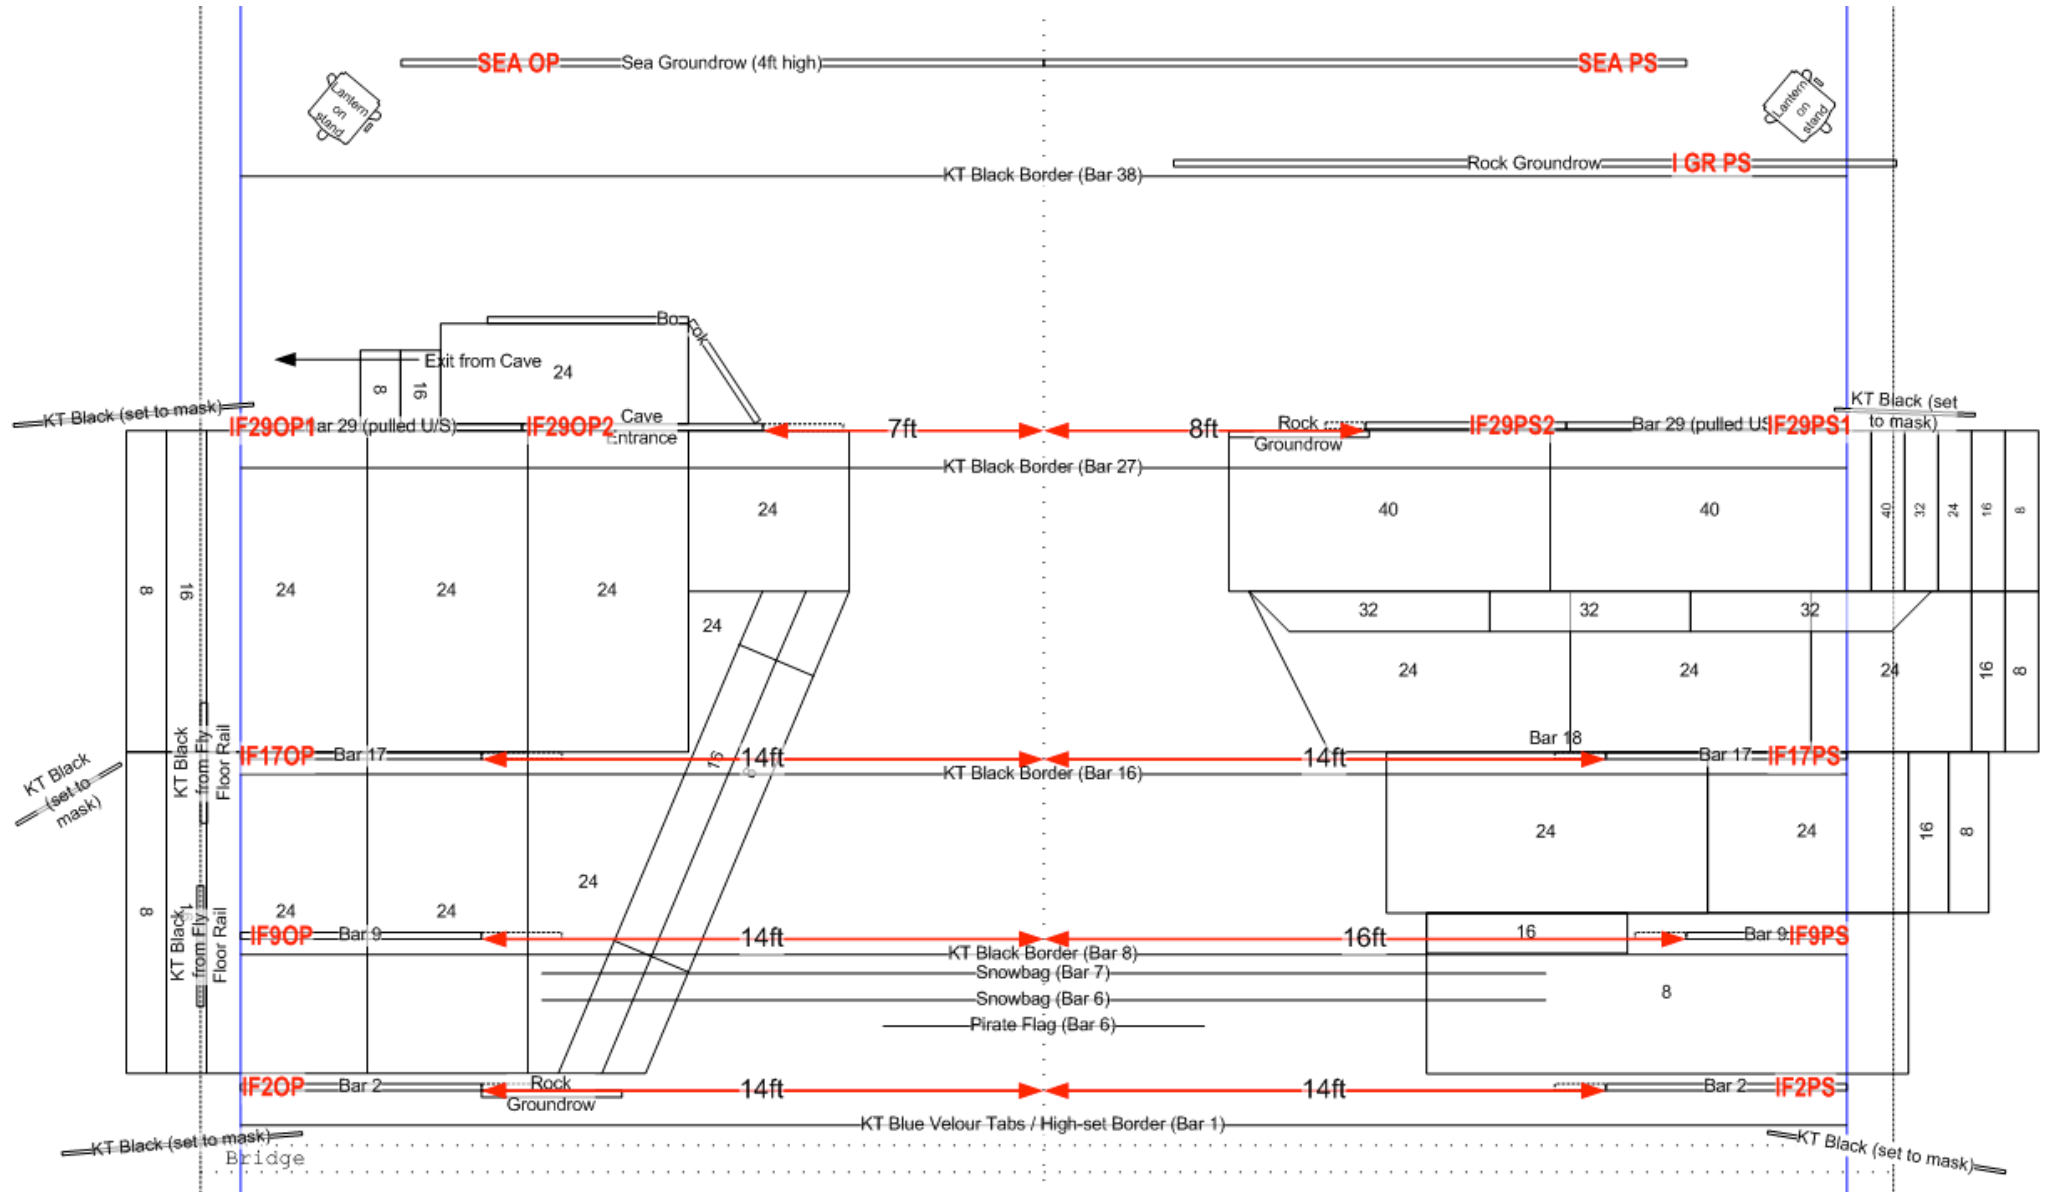 SEA OP
Sea Groundrow (4ft high)
SEA PS
Lantern
on
stand
Lantern
on
stand
Rock Groundrow
I GR PS
KT Black Border (Bar 38)
Exit from Cave
24
8
16
KT Black (set to mask)
IF29OP1
29 (pulled U/S)
IF29OP2
Cave
Entrance
7ft
8ft
Rock
Groundrow
IF29PS2
Bar 29 (pulled
IF29PS1
KT Black (set
to mask)
KT Black Border (Bar 27)
24
40
40
40
32
24
16
8
8
16
24
24
24
24
32
32
32
24
24
24
16
8
KT Black
from Fly
Floor Rail
IF17OP
Bar 17
14ft
16
8
14ft
Bar 18
Bar 17
IF17PS
KT Black Border (Bar 16)
KT Black
(set to
mask)
24
24
16
8
24
8
24
24
KT Black
from Fly
Floor Rail
IF9OP
Bar 9
14ft
16ft
16
Bar 9
IF9PS
KT Black Border (Bar 8)
Snowbag (Bar 7)
Snowbag (Bar 6)
Pirate Flag (Bar 6)
8
IF2OP
Bar 2
Rock
Groundrow
14ft
14ft
Bar 2
IF2PS
KT Blue Velour Tabs / High-set Border (Bar 1)
KT Black (set to mask)
Bridge
KT Black (set to mask)